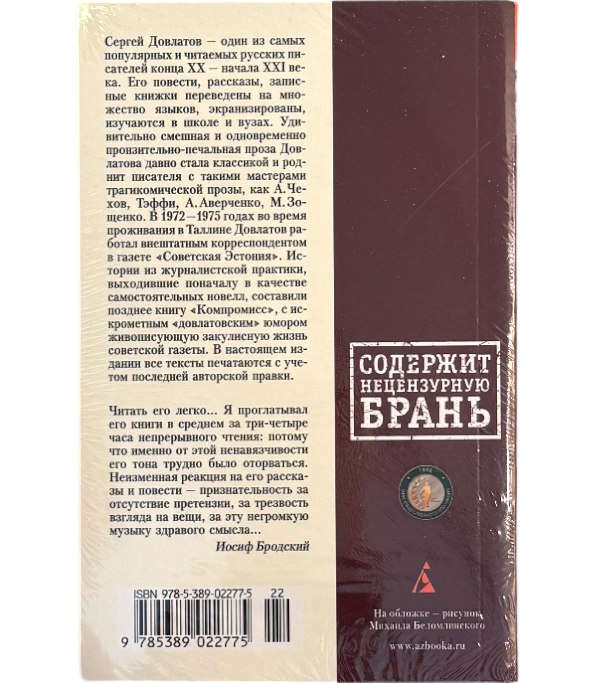 Сергей Довлатов — один из самых
популярных и читаемых русских пи-
сателей конца XX — начала XXI ве-
ка. Его повести, рассказы, запис-
ные книжки переведены на мно-
жество языков, экранизированы,
изучаются в школе и вузах. Уди-
вительно смешная и одновременно
пронзительно-печальная проза Дов-
латова давно стала классикой и род-
нит писателя с такими мастерами
трагикомической прозы, как А. Че-
хов, Тэффи, А. Аверченко, М. Зо-
щенко. В 1972—1975 годах во время
проживания в Таллине Довлатов ра-
ботал внештатным корреспондентом
в газете «Советская Эстония». Ис-
тории из журналистской практики,
выходившие поначалу в качестве
самостоятельных новелл, составили
позднее книгу «Компромисс», с ис-
крометным «довлатовским» юмором
живописующую закулисную жизнь
советской газеты. В настоящем из-
дании все тексты печатаются с уче-
том последней авторской правки.
Читать его легко... Я проглатывал
его книги в среднем за три-четыре
часа непрерывного чтения: потому
что именно от этой ненавязчивости
его тона трудно было оторваться.
Неизменная реакция на его расска-
зы и повести — признательность за
отсутствие претензии, за трезвость
взгляда на вещи, за эту негромкую
музыку здравого смысла...
Иосиф Бродский
ISBN 978-5-389-02277-5
22
9 785389 022775
СОДЕРЖИТ
НЕЦЕНЗУРНУЮ
БРАНЬ
На обложке — рисунок
Михаила Беломлинского
www.azbooka.ru